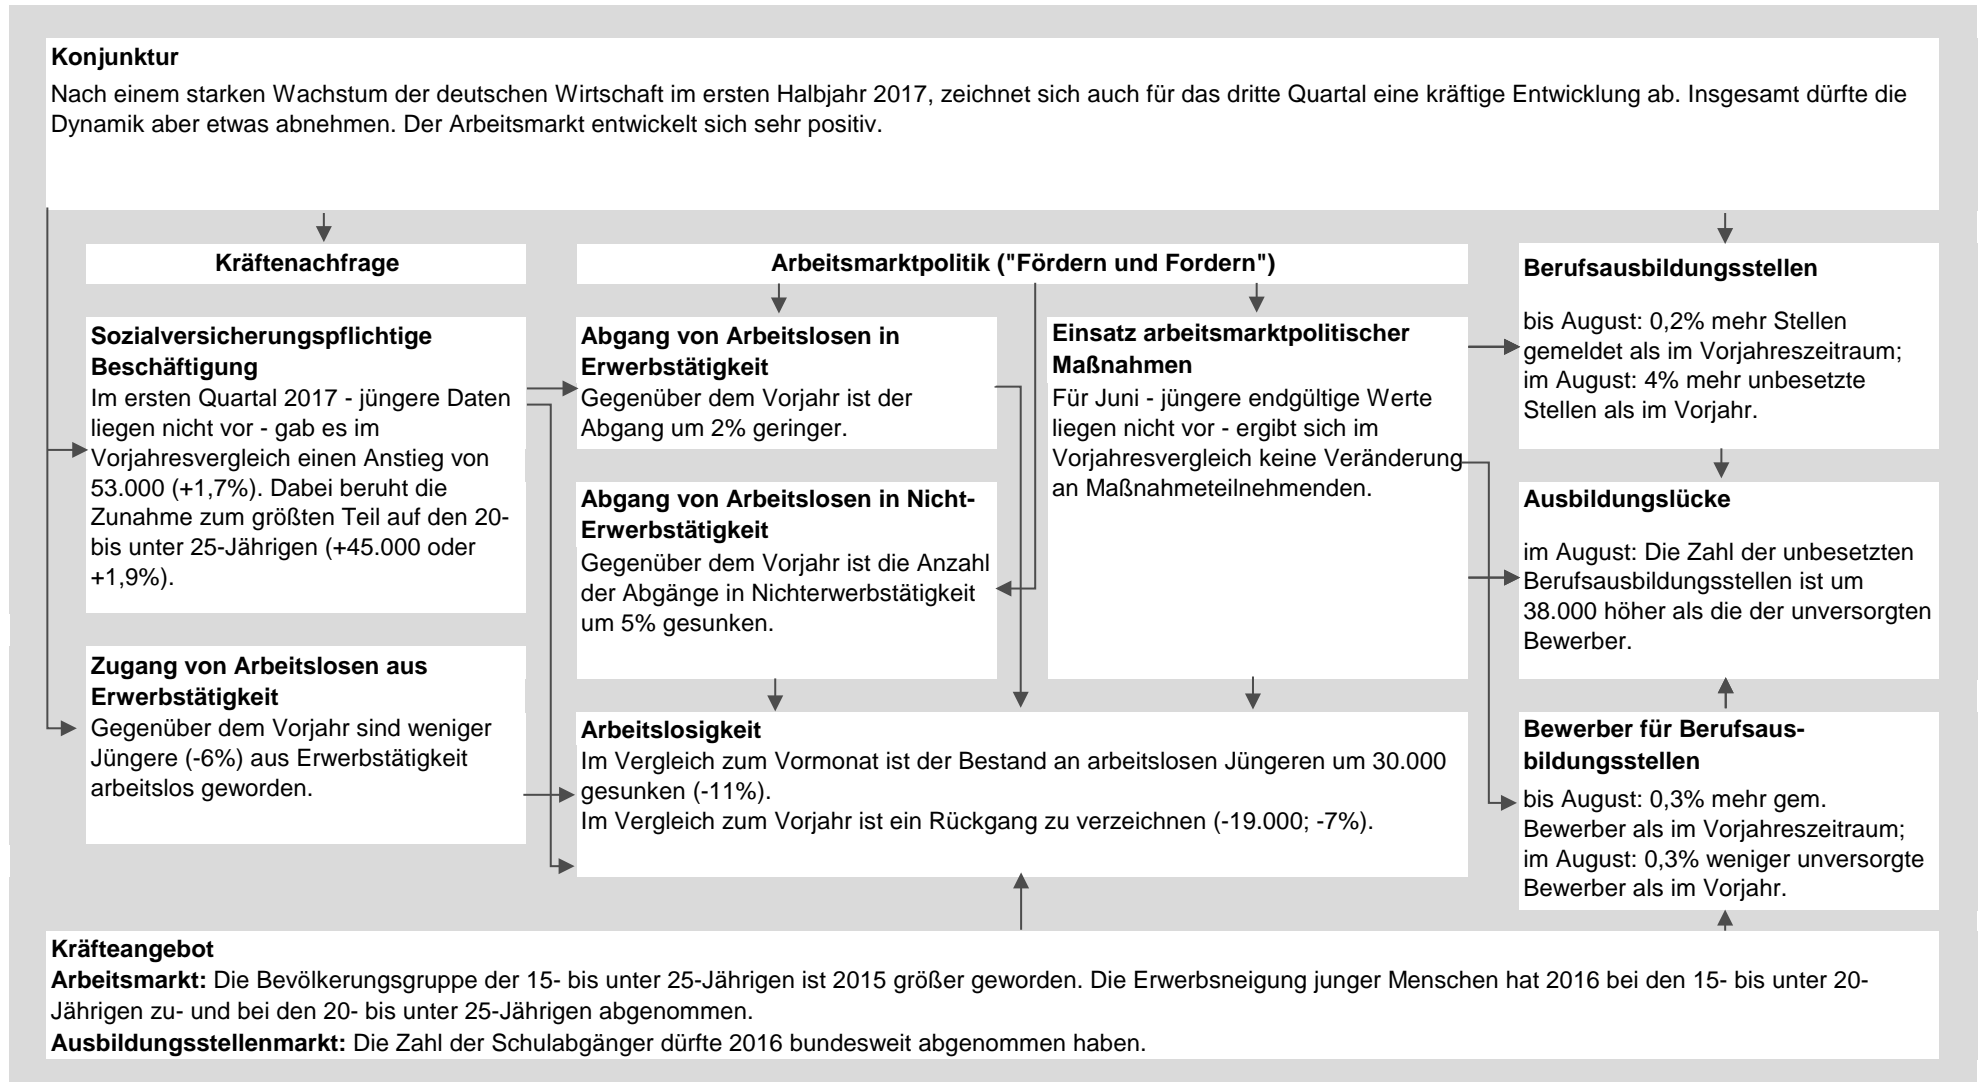 Konjunktur
Nach einem starken Wachstum der deutschen Wirtschaft im ersten Halbjahr 2017, zeichnet sich auch für das dritte Quartal eine kräftige Entwicklung ab. Insgesamt dürfte die
Dynamik aber etwas abnehmen. Der Arbeitsmarkt entwickelt sich sehr positiv.
Kräftenachfrage
Sozialversicherungspflichtige
Beschäftigung
Im ersten Quartal 2017 - jüngere Daten
liegen nicht vor - gab es im
Vorjahresvergleich einen Anstieg von
53.000 (+1,7%). Dabei beruht die
Zunahme zum größten Teil auf den 20-
bis unter 25-Jährigen (+45.000 oder
+1,9%).
Zugang von Arbeitslosen aus
Erwerbstätigkeit
Gegenüber dem Vorjahr sind weniger
Jüngere (-6%) aus Erwerbstätigkeit
arbeitslos geworden.
Arbeitsmarktpolitik ("Fördern und Fordern")
Abgang von Arbeitslosen in
Erwerbstätigkeit
Gegenüber dem Vorjahr ist der
Abgang um 2% geringer.
Abgang von Arbeitslosen in Nicht-
Erwerbstätigkeit
Gegenüber dem Vorjahr ist die Anzahl
der Abgänge in Nichterwerbstätigkeit
um 5% gesunken.
Einsatz arbeitsmarktpolitischer
Maßnahmen
Für Juni - jüngere endgültige Werte
liegen nicht vor - ergibt sich im
Vorjahresvergleich keine Veränderung
an Maßnahmeteilnehmenden.
Arbeitslosigkeit
Im Vergleich zum Vormonat ist der Bestand an arbeitslosen Jüngeren um 30.000
gesunken (-11%).
Im Vergleich zum Vorjahr ist ein Rückgang zu verzeichnen (-19.000; -7%).
Berufsausbildungsstellen
bis August: 0,2% mehr Stellen
gemeldet als im Vorjahreszeitraum;
im August: 4% mehr unbesetzte
Stellen als im Vorjahr.
Ausbildungslücke
im August: Die Zahl der unbesetzten
Berufsausbildungsstellen ist um
38.000 höher als die der unversorgten
Bewerber.
Bewerber für Berufsaus-
bildungsstellen
bis August: 0,3% mehr gem.
Bewerber als im Vorjahreszeitraum;
im August: 0,3% weniger unversorgte
Bewerber als im Vorjahr.
Kräfteangebot
Arbeitsmarkt: Die Bevölkerungsgruppe der 15- bis unter 25-Jährigen ist 2015 größer geworden. Die Erwerbsneigung junger Menschen hat 2016 bei den 15- bis unter 20-
Jährigen zu- und bei den 20- bis unter 25-Jährigen abgenommen.
Ausbildungsstellenmarkt: Die Zahl der Schulabgänger dürfte 2016 bundesweit abgenommen haben.